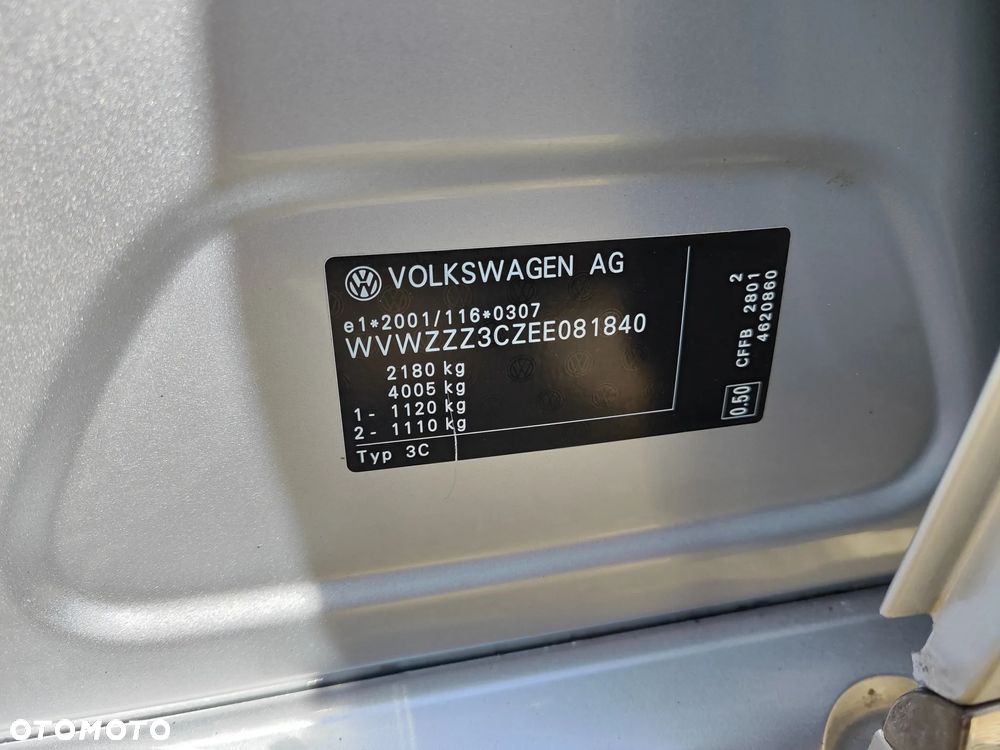 VOLKSWAGEN AG
e1*2001/116*0307
WVWZZZ3CZEE081840
2180 kg
4005 kg
1- 1120 kg
2- 1110 kg
Typ 3C
0.50
CFFB 2801 2
4620860
OTOMOTO